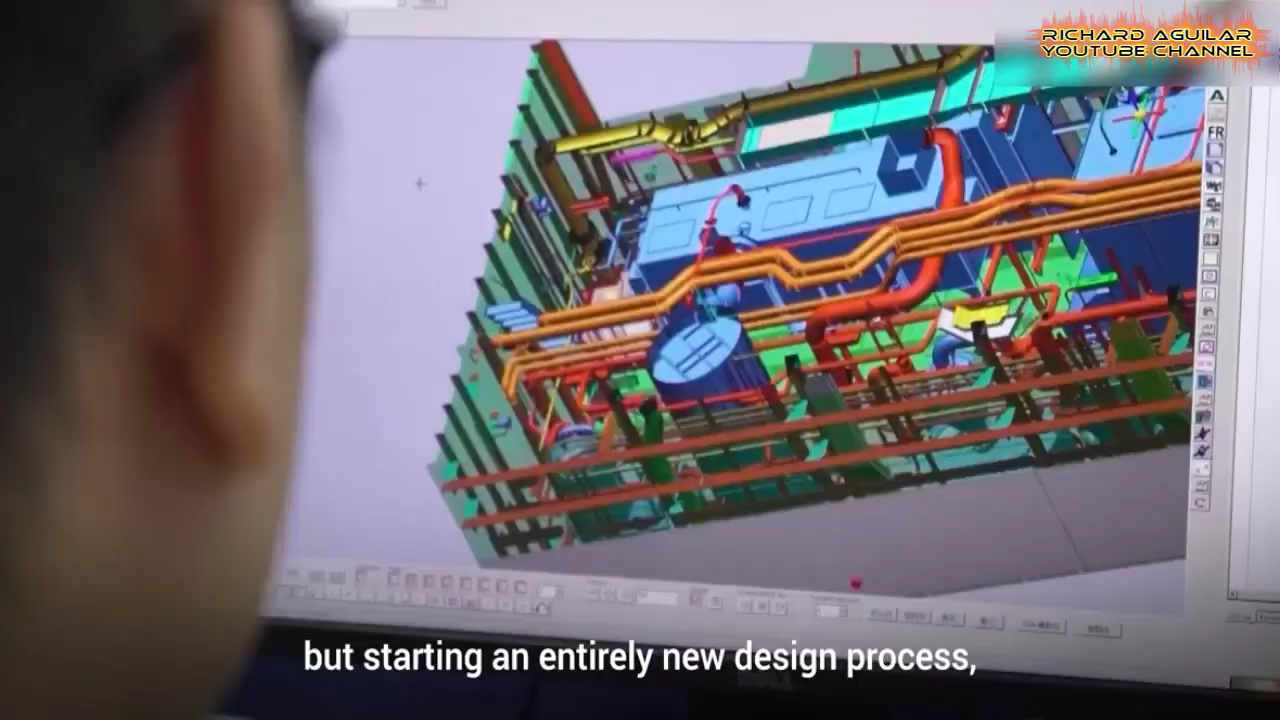 RICHARD AGUILAR
YOUTUBE CHANNEL
A
FR
but starting an entirely new design process,